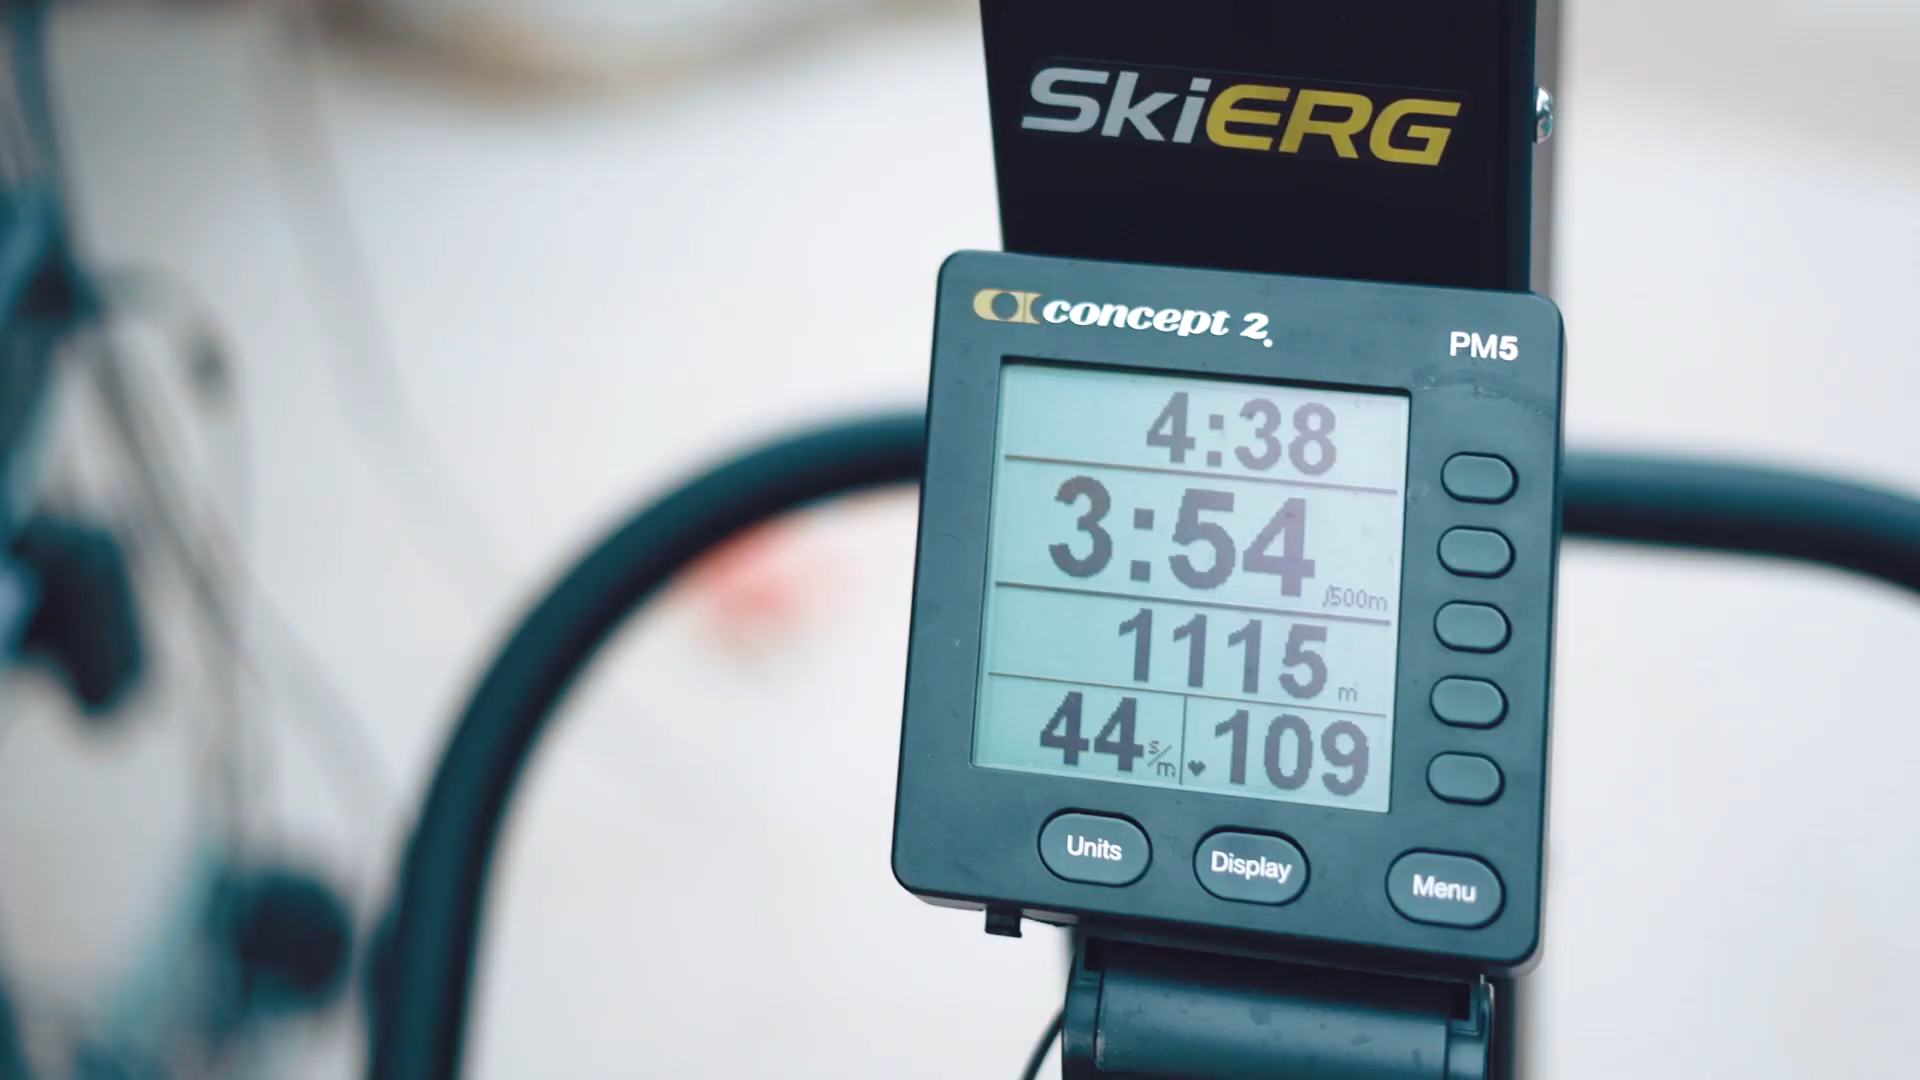 SkiERG
concept 2.
PM5
4:38
3:54 /500m
1115 m
44 s/m ♥109
Units
Display
Menu